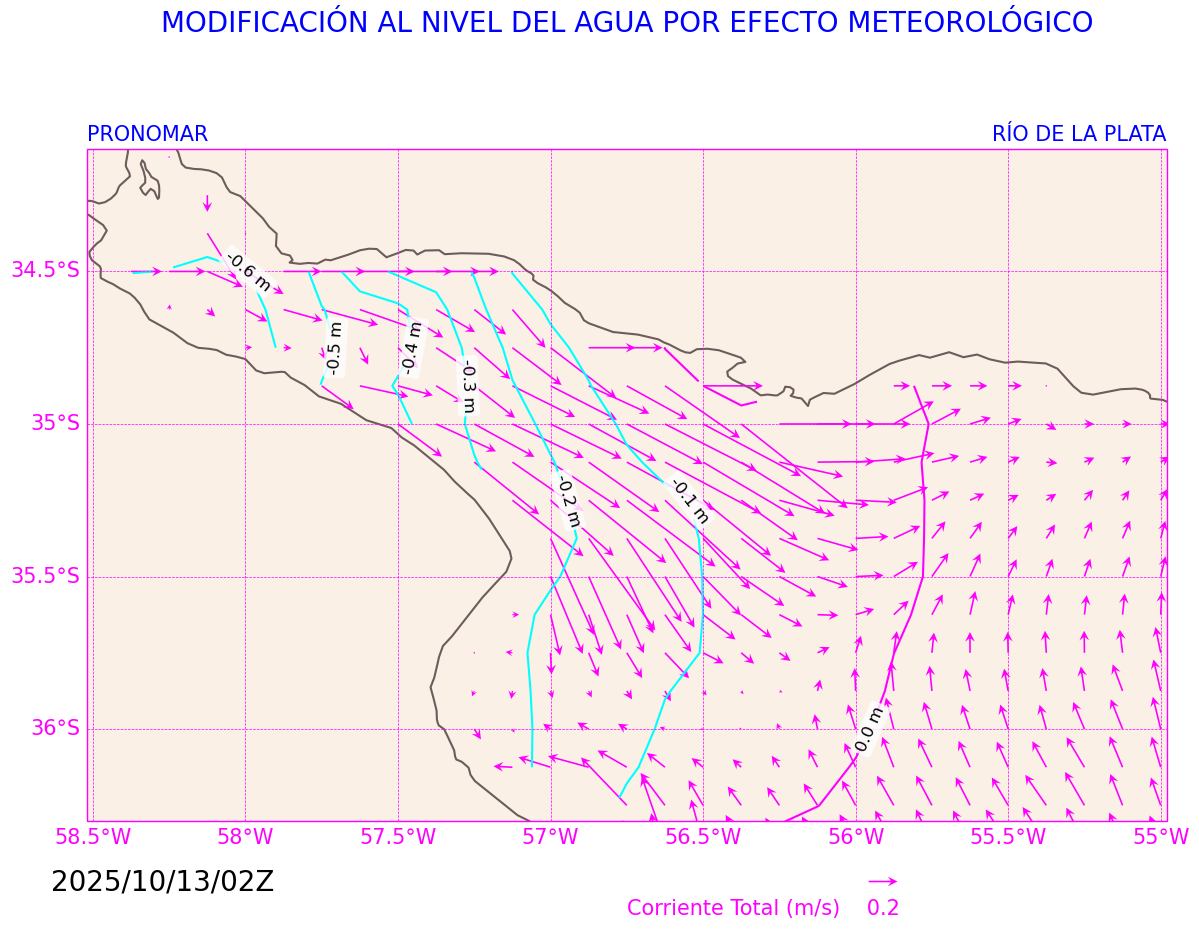 MODIFICACIÓN AL NIVEL DEL AGUA POR EFECTO METEOROLÓGICO
PRONOMAR
RÍO DE LA PLATA
-0.6 m
34.5°S
-0.5 m
-0.4 m
-0.3 m
35°S
-0.2 m
-0.1 m
35.5°S
36°S
0.0 m
58.5°W
58°W
57.5°W
57°W
56.5°W
56°W
55.5°W
55°W
2025/10/13/02Z
Corriente Total (m/s)
0.2